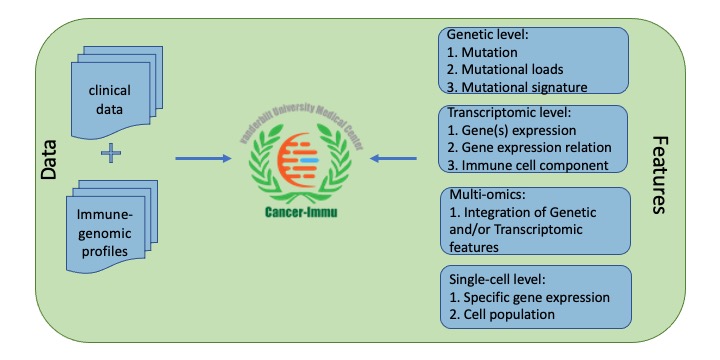 Data
clinical
data
Immune-
genomic
profiles
Vanderbilt University Medical Center
Cancer-Immu
Genetic level:
1. Mutation
2. Mutational loads
3. Mutational signature
Transcriptomic level:
1. Gene(s) expression
2. Gene expression relation
3. Immune cell component
Multi-omics:
1. Integration of Genetic
and/or Transcriptomic
features
Single-cell level:
1. Specific gene expression
2. Cell population
Features